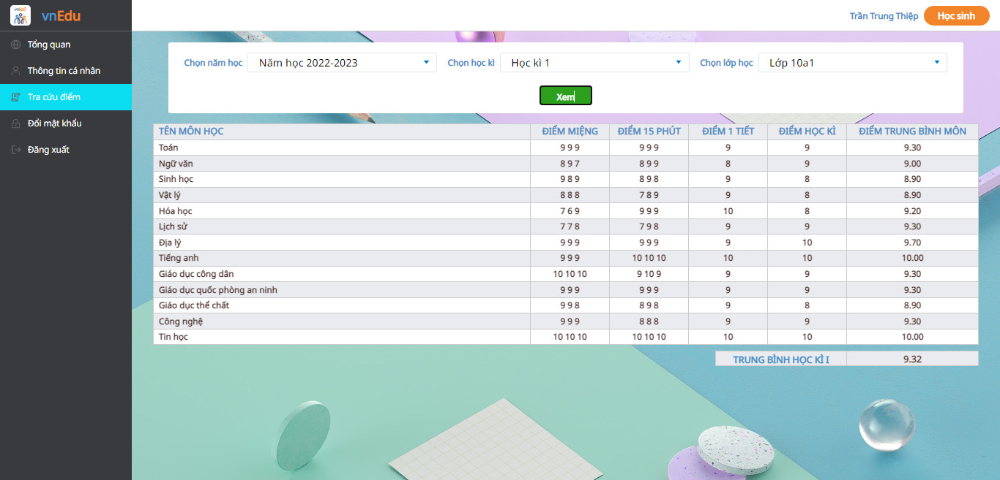 vnEdu
vnEdu
Trần Trung Thiệp
Học sinh
Tổng quan
Thông tin cá nhân
Tra cứu điểm
Đổi mật khẩu
Đăng xuất
Chọn năm học Năm học 2022-2023 Chọn học kì Học kì 1 Chọn lớp học Lớp 10a1
Xem
TÊN MÔN HỌC ĐIỂM MIỆNG ĐIỂM 15 PHÚT ĐIỂM 1 TIẾT ĐIỂM HỌC KÌ ĐIỂM TRUNG BÌNH MÔN
Toán 9 9 9 9 9 9 9 9 9.30
Ngữ văn 8 9 7 8 9 9 8 9 9.00
Sinh học 9 8 9 8 9 8 9 8 8.90
Vật lý 8 8 8 7 8 9 9 8 8.90
Hóa học 7 6 9 9 9 9 10 8 9.20
Lịch sử 7 7 8 7 9 8 9 9 9.30
Địa lý 9 9 9 9 9 9 9 10 9.70
Tiếng anh 9 9 9 10 10 10 10 10 10.00
Giáo dục công dân 10 10 10 9 10 9 9 9 9.30
Giáo dục quốc phòng an ninh 9 9 9 9 9 9 9 9 9.30
Giáo dục thể chất 9 9 8 8 9 8 9 8 8.90
Công nghệ 9 9 9 8 8 8 9 9 9.30
Tin học 10 10 10 10 10 10 10 10 10.00
TRUNG BÌNH HỌC KÌ I 9.32